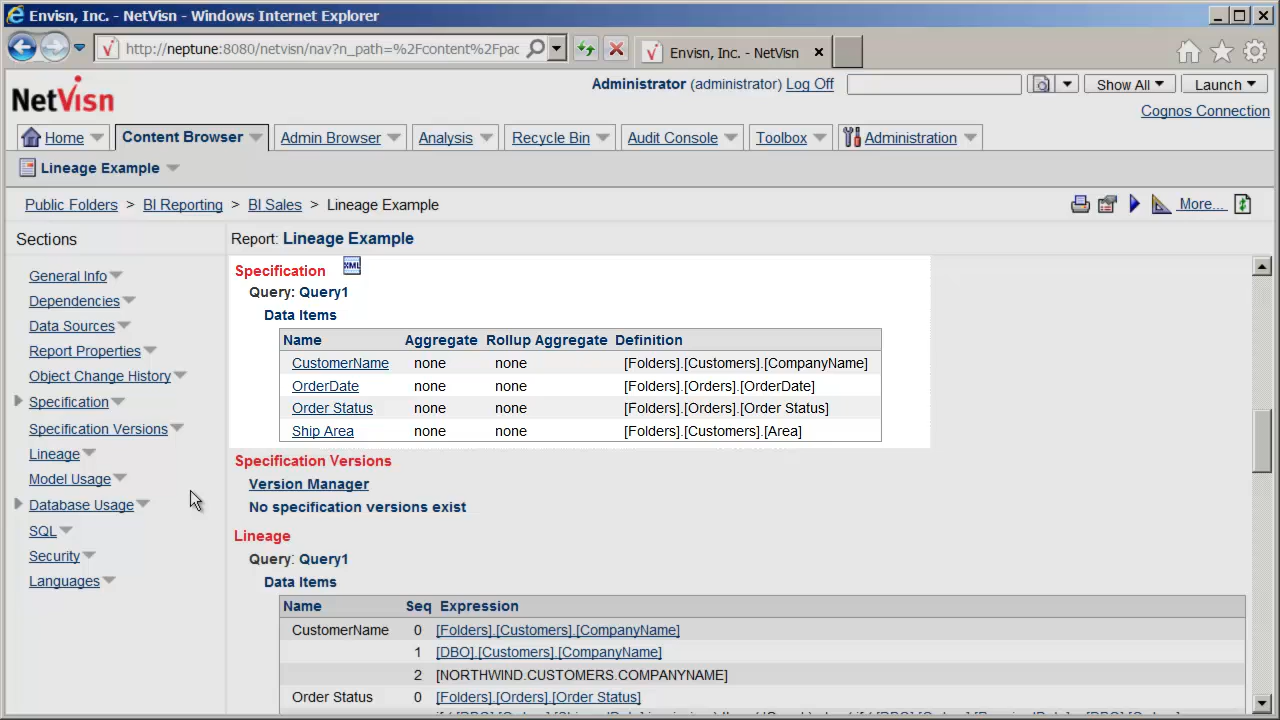 Envisn, Inc. - NetVisn - Windows Internet Explorer
http://neptune:8080/netvisn/nav?n_path=%2Fcontent%2Fpac
Envisn, Inc. - NetVisn
NetVisn
Administrator (administrator) Log Off
Show All
Launch
Cognos Connection
Home
Content Browser
Admin Browser
Analysis
Recycle Bin
Audit Console
Toolbox
Administration
Lineage Example
Public Folders > BI Reporting > BI Sales > Lineage Example
More...
Sections
General Info
Dependencies
Data Sources
Report Properties
Object Change History
Specification
Specification Versions
Lineage
Model Usage
Database Usage
SQL
Security
Languages
Report: Lineage Example
Specification XML
Query: Query1
Data Items
Name Aggregate Rollup Aggregate Definition
CustomerName none none [Folders].[Customers].[CompanyName]
OrderDate none none [Folders].[Orders].[OrderDate]
Order Status none none [Folders].[Orders].[Order Status]
Ship Area none none [Folders].[Customers].[Area]
Specification Versions
Version Manager
No specification versions exist
Lineage
Query: Query1
Data Items
Name Seq Expression
CustomerName 0 [Folders].[Customers].[CompanyName]
1 [DBO].[Customers].[CompanyName]
2 [NORTHWIND.CUSTOMERS.COMPANYNAME]
Order Status 0 [Folders].[Orders].[Order Status]